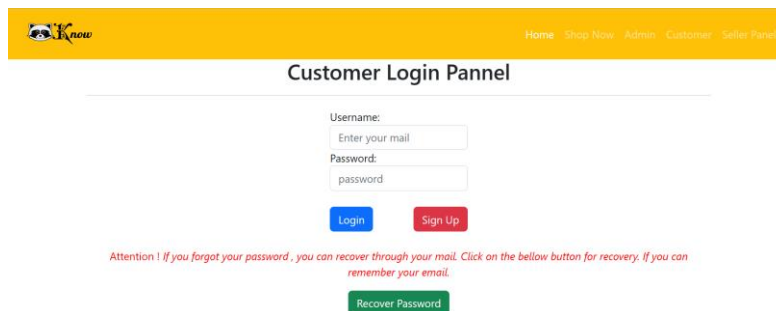 Know
Home Shop Now Admin Customer Seller Panel
Customer Login Pannel
Username:
Enter your mail
Password:
password
Login Sign Up
Attention ! If you forgot your password , you can recover through your mail. Click on the bellow button for recovery. If you can
remember your email.
Recover Password